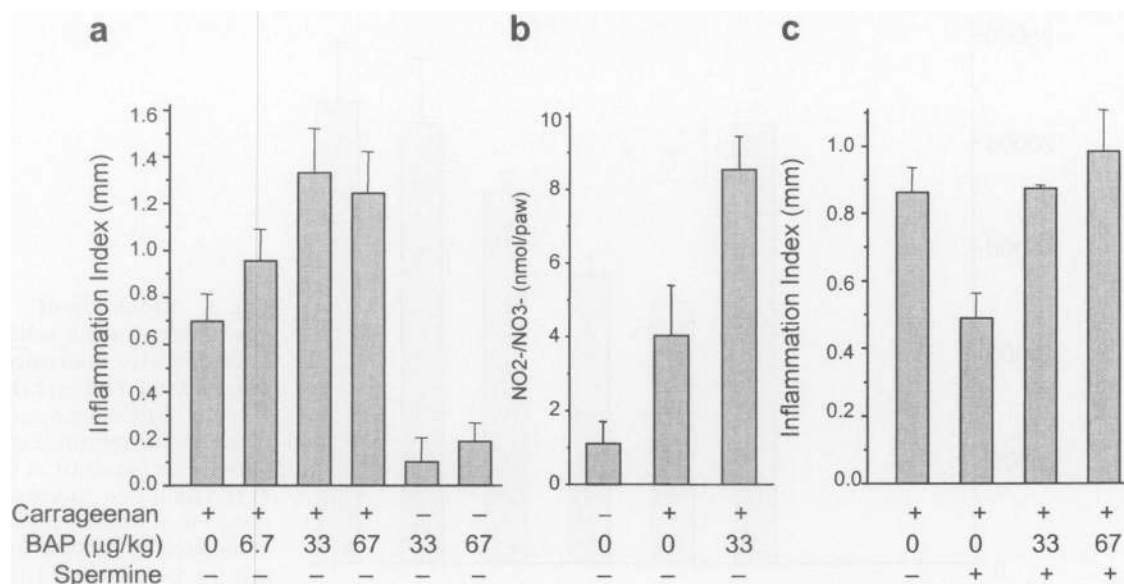 a
Inflammation Index (mm)
1.6
1.4
1.2
1.0
0.8
0.6
0.4
0.2
0.0
b
NO2-/NO3- (nmol/paw)
10
8
6
4
2
0
c
Inflammation Index (mm)
1.0
0.8
0.6
0.4
0.2
0.0
Carrageenan + + + + – – – + + + + + +
BAP (μg/kg) 0 6.7 33 67 33 67 0 0 33 0 0 33 67
Spermine – – – – – – – – – – + + +